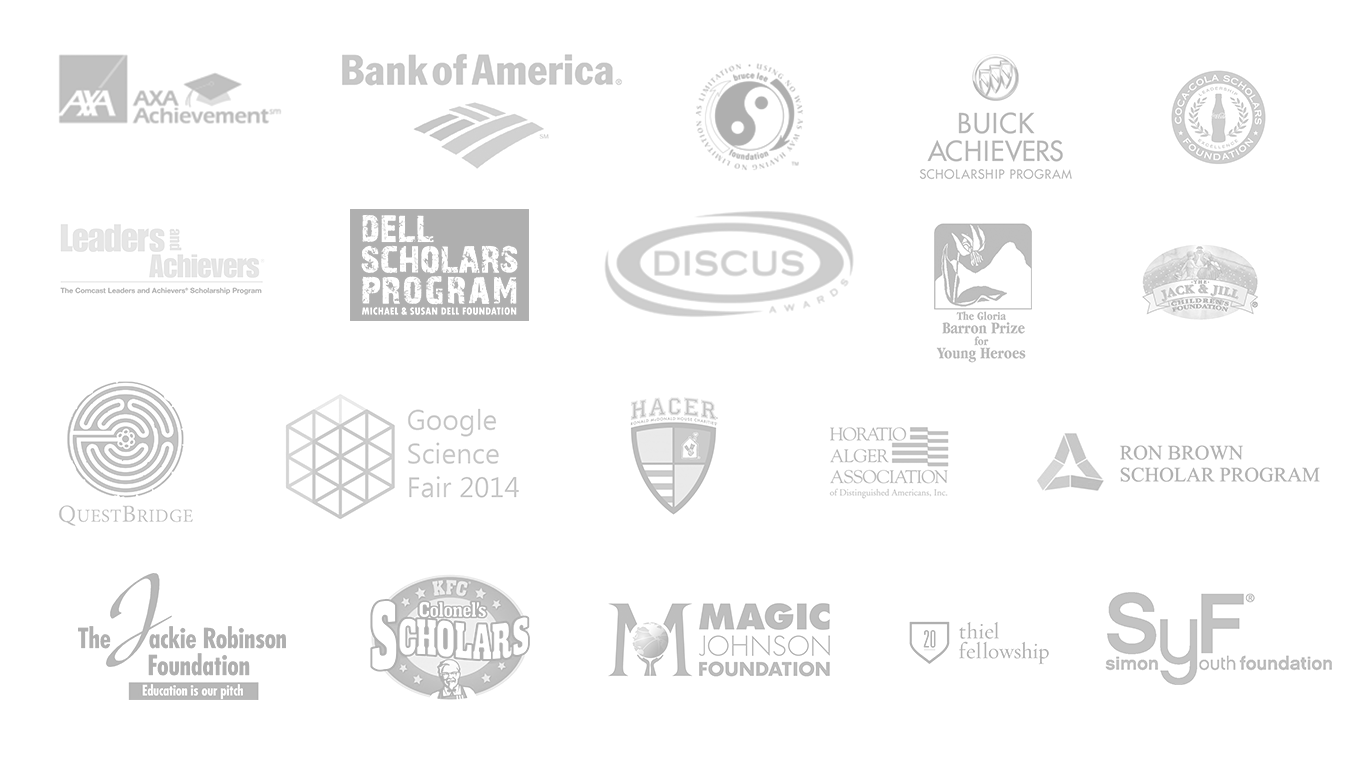 AXA
AXA
Achievement℠
Bank of America®
SM
bruce lee
foundation
USING NO WAY AS WAY • HAVING NO LIMITATION AS LIMITATION •
TM
BUICK
ACHIEVERS
SCHOLARSHIP PROGRAM
COCA-COLA SCHOLARS
LEADERSHIP
EXCELLENCE
FOUNDATION
Leaders
and
Achievers®
The Comcast Leaders and Achievers® Scholarship Program
DELL
SCHOLARS
PROGRAM
MICHAEL & SUSAN DELL FOUNDATION
DISCUS
AWARDS
The Gloria
Barron Prize
for
Young Heroes
THE
JACK & JILL
CHILDREN'S
FOUNDATION
®
QUESTBRIDGE
Google
Science
Fair 2014
HACER
RONALD McDONALD HOUSE CHARITIES
HORATIO
ALGER
ASSOCIATION
of Distinguished Americans, Inc.
RON BROWN
SCHOLAR PROGRAM
The Jackie Robinson
Foundation
Education is our pitch
KFC
Colonel's
SCHOLARS
M
MAGIC
JOHNSON
FOUNDATION
20
thiel
fellowship
SyF®
simon youth foundation